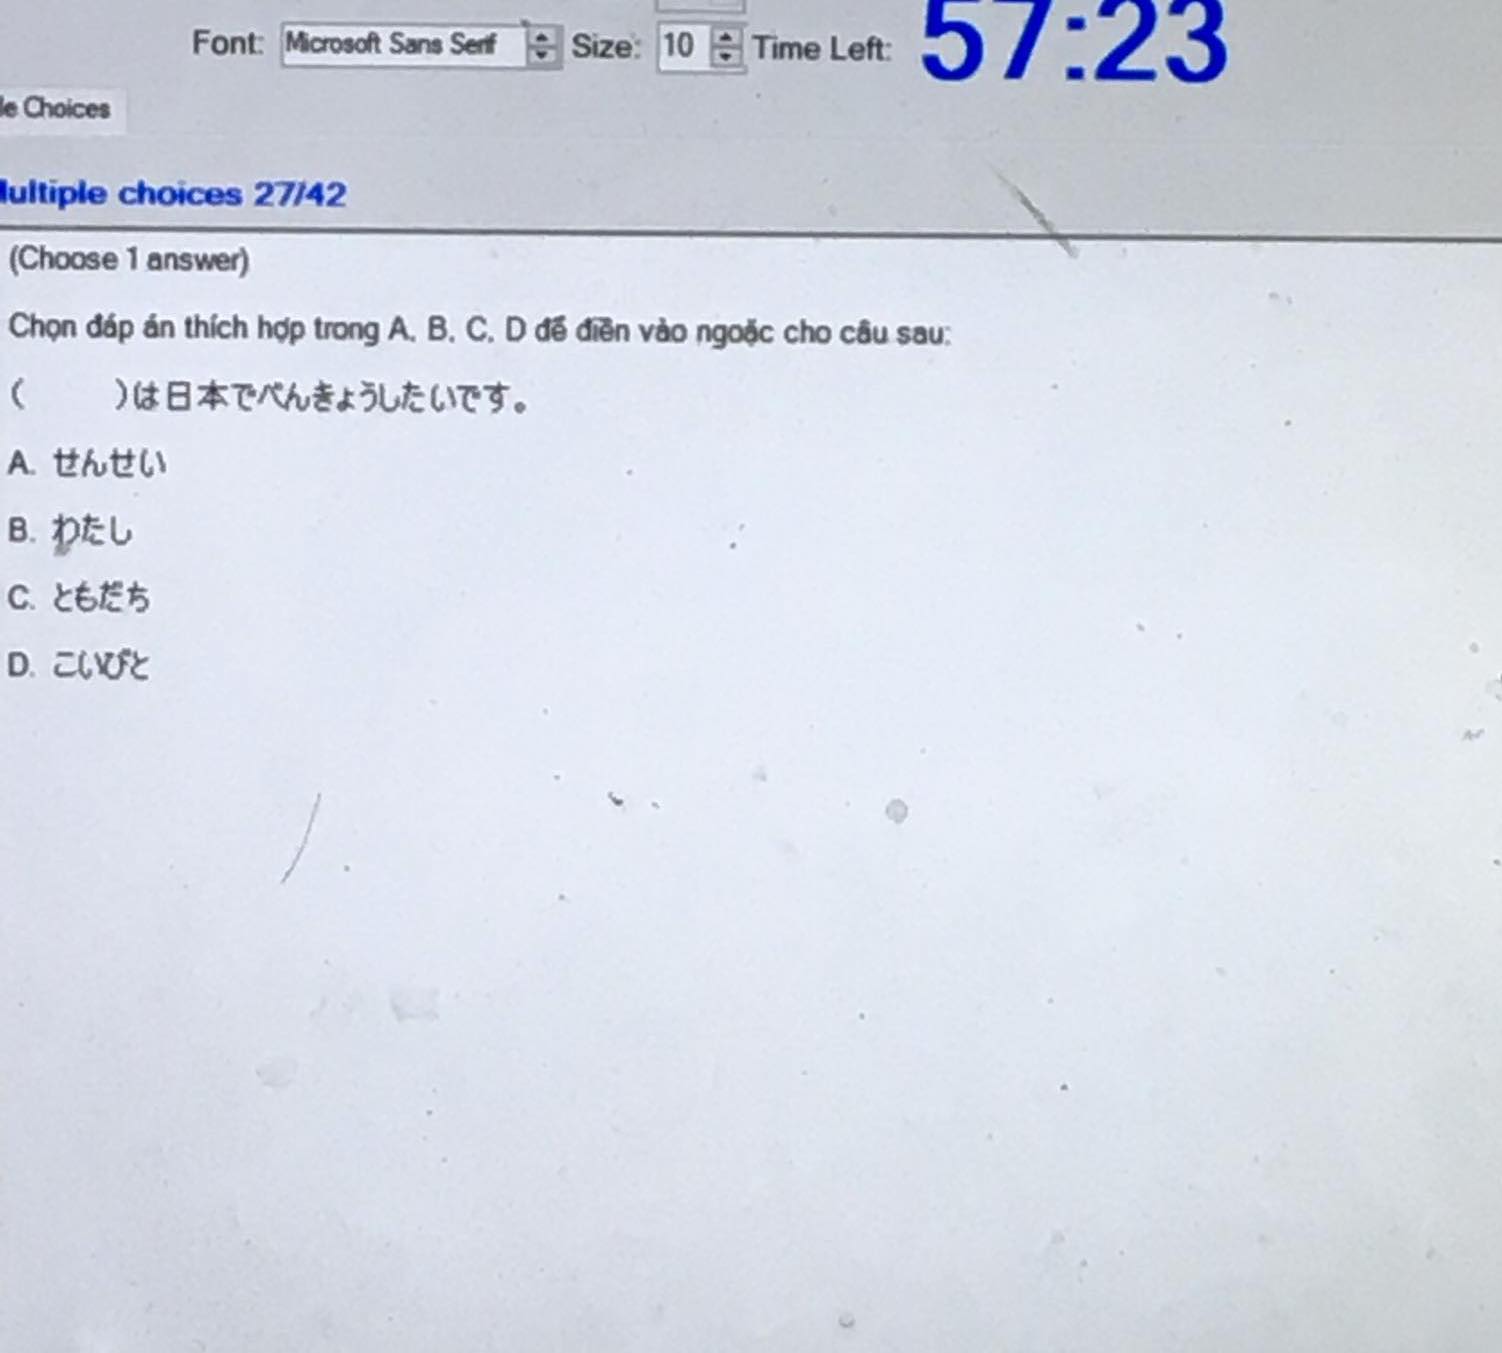 Font: Microsoft Sans Serif Size: 10 Time Left: 57:23
le Choices
ultiple choices 27/42
(Choose 1 answer)
Chọn đáp án thích hợp trong A, B, C, D để điền vào ngoặc cho câu sau:
(　　　)は日本でべんきょうしたいです。
A. せんせい
B. わたし
C. ともだち
D. こいびと